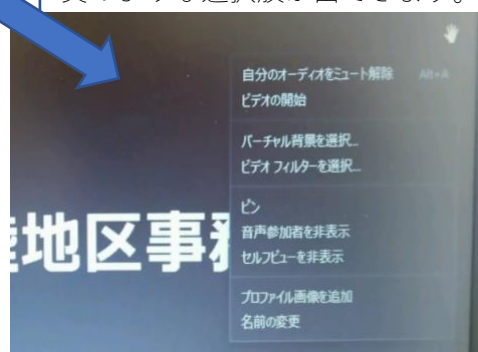 自分のオーディオをミュート解除 Alt+A
ビデオの開始
バーチャル背景を選択...
ビデオ フィルターを選択...
ピン
音声参加者を非表示
セルフビューを非表示
地区事
プロファイル画像を追加
名前の変更